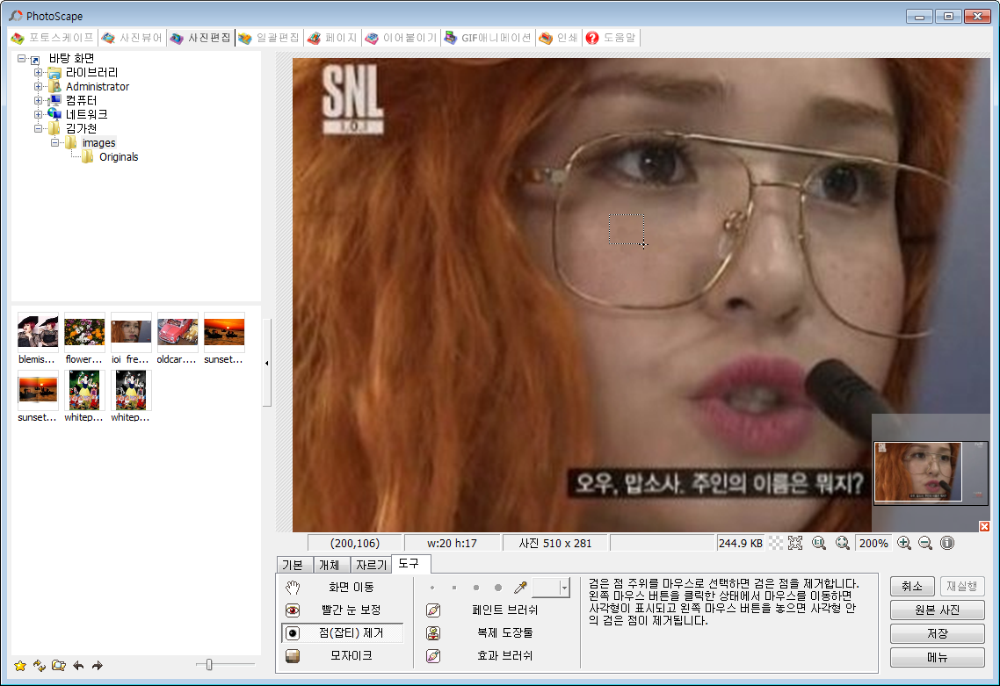 PhotoScape
포토스케이프 사진뷰어 사진편집 일괄편집 페이지 이어붙이기 GIF애니메이션 인쇄 도움말
바탕 화면
라이브러리
Administrator
컴퓨터
네트워크
김가천
images
Originals
blemis... flower... ioi_fre... oldcar.... sunset...
sunset... whitep... whitep...
SNL
I.O.I
오우, 맙소사. 주인의 이름은 뭐지?
(200,106) w:20 h:17 사진 510 x 281 244.9 KB 200%
기본 개체 자르기 도구
화면 이동
빨간 눈 보정
점(잡티) 제거
모자이크
페인트 브러쉬
복제 도장툴
효과 브러쉬
검은 점 주위를 마우스로 선택하면 검은 점을 제거합니다.
왼쪽 마우스 버튼을 클릭한 상태에서 마우스를 이동하면
사각형이 표시되고 왼쪽 마우스 버튼을 놓으면 사각형 안
의 검은 점이 제거됩니다.
취소 재실행
원본 사진
저장
메뉴